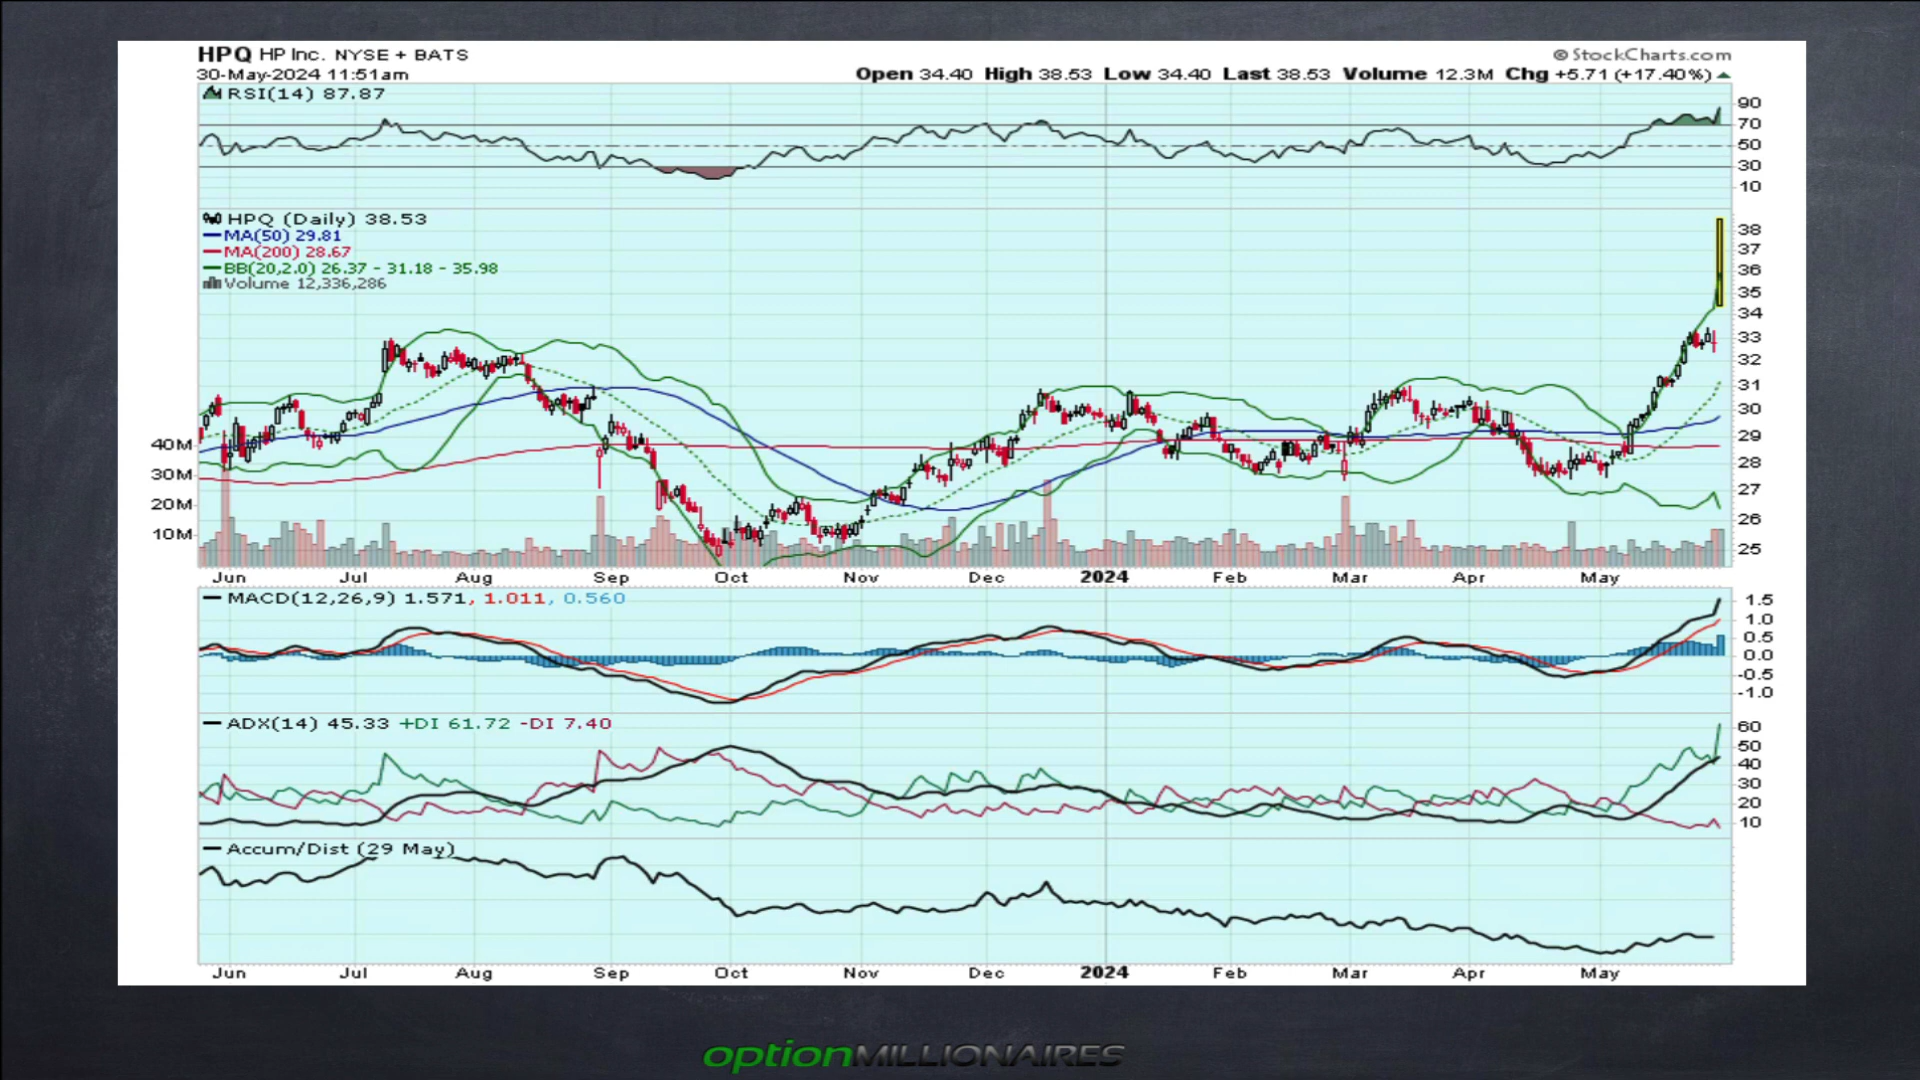 HPQ HP Inc. NYSE + BATS
© StockCharts.com
30-May-2024 11:51am
Open 34.40 High 38.53 Low 34.40 Last 38.53 Volume 12.3M Chg +5.71 (+17.40%)
RSI(14) 87.87
90
70
50
30
10
HPQ (Daily) 38.53
MA(50) 29.81
MA(200) 28.67
BB(20,2.0) 26.37 - 31.18 - 35.98
Volume 12,336,286
38
37
36
35
34
33
32
31
30
29
28
27
26
25
40M
30M
20M
10M
Jun Jul Aug Sep Oct Nov Dec 2024 Feb Mar Apr May
MACD(12,26,9) 1.571, 1.011, 0.560
1.5
1.0
0.5
0.0
-0.5
-1.0
ADX(14) 45.33 +DI 61.72 -DI 7.40
60
50
40
30
20
10
Accum/Dist (29 May)
Jun Jul Aug Sep Oct Nov Dec 2024 Feb Mar Apr May
optionMILLIONAIRES